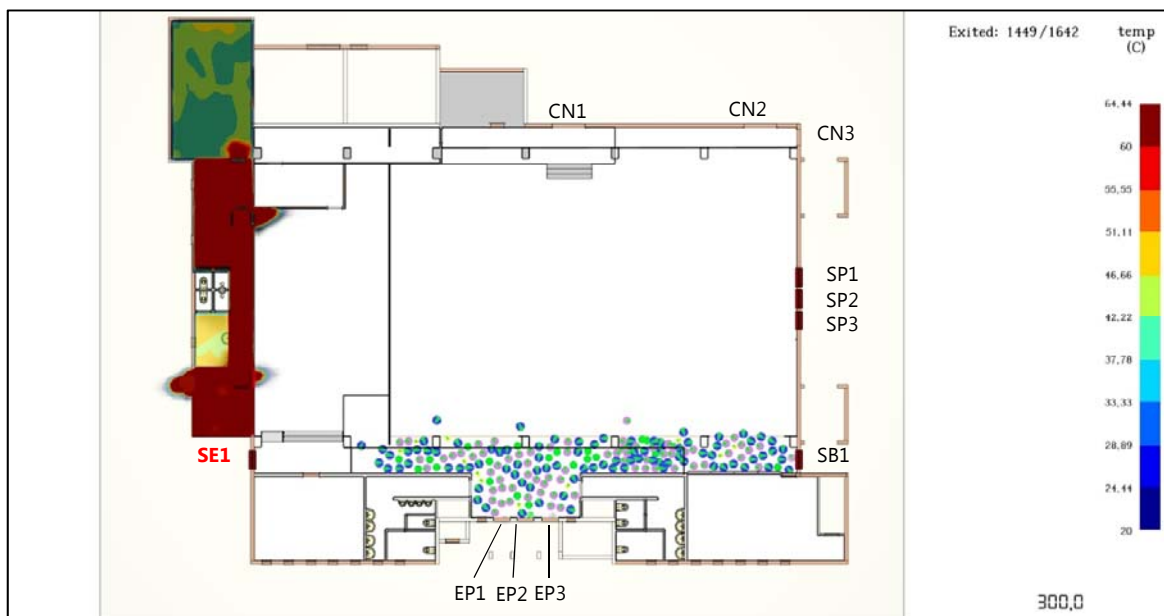 Exited: 1449/1642
temp
(C)
64,44
60
55,55
51,11
46,66
42,22
37,78
33,33
28,89
24,44
20
CN1
CN2
CN3
SP1
SP2
SP3
SE1
SB1
EP1
EP2
EP3
300,0